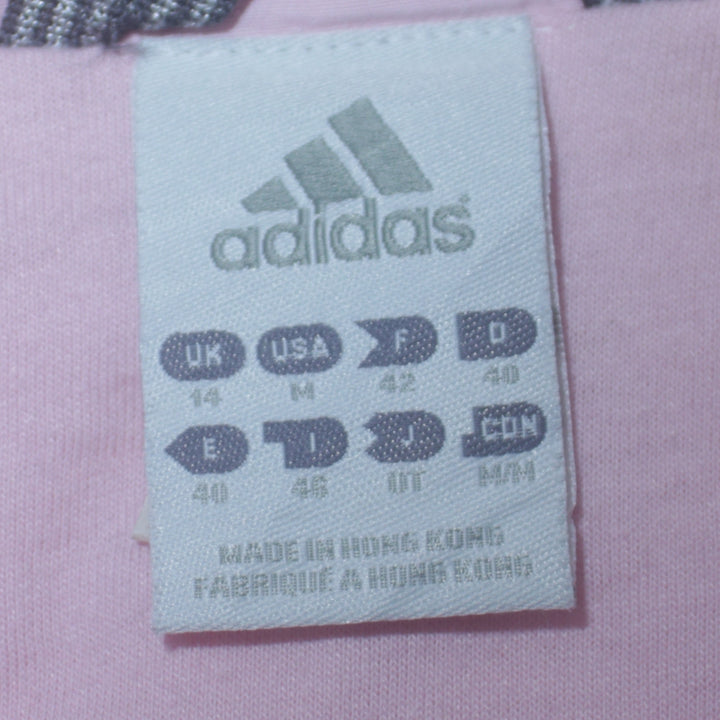 adidas
UK USA F D
14 M 42 40
E I J CDN
40 46 OT M/M
MADE IN HONG KONG
FABRIQUÉ A HONG KONG